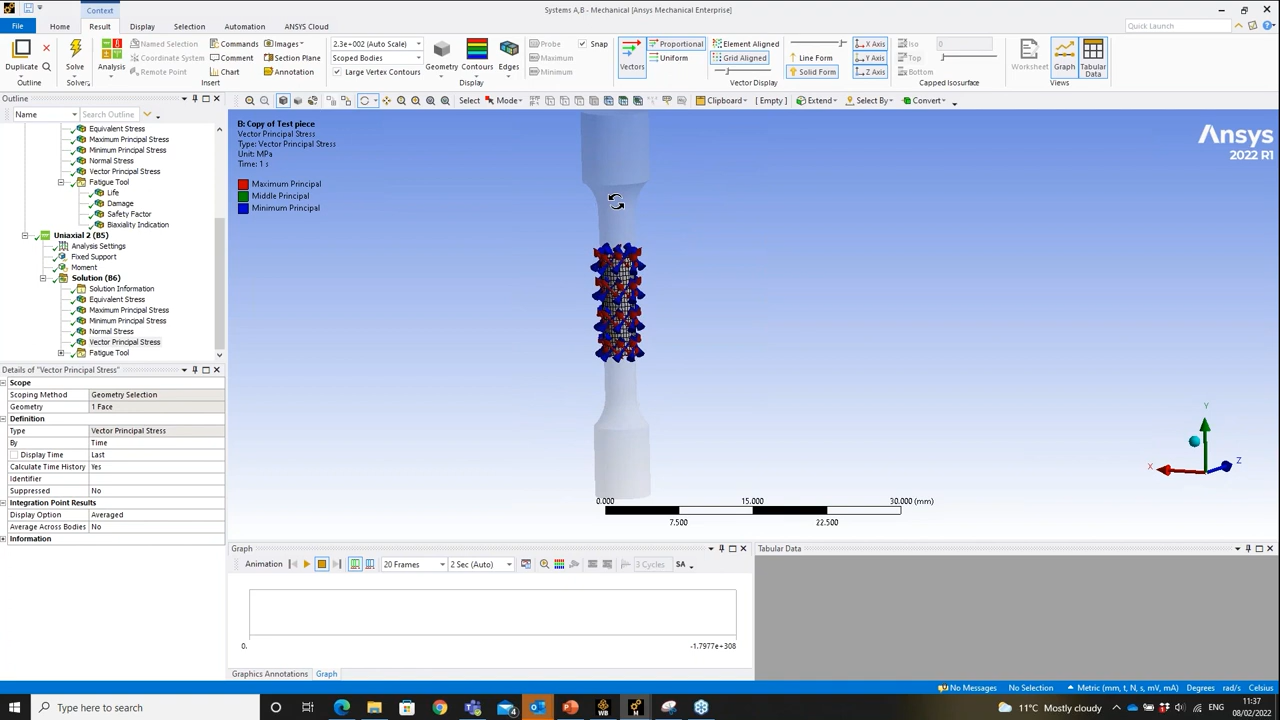 Context
Systems A,B - Mechanical [Ansys Mechanical Enterprise]
File Home Result Display Selection Automation ANSYS Cloud
Quick Launch
Duplicate
Outline
Solve
Solver
Analysis
Named Selection
Coordinate System
Remote Point
Commands
Comment
Chart
Images
Section Plane
Annotation
Insert
2.3e+002 (Auto Scale)
Scoped Bodies
Large Vertex Contours
Geometry
Contours
Edges
Display
Probe
Maximum
Minimum
Snap
Vectors
Proportional
Uniform
Element Aligned
Grid Aligned
Line Form
Solid Form
X Axis
Y Axis
Z Axis
Vector Display
Iso
Top
Bottom
0
Capped Isosurface
Worksheet
Graph
Tabular
Data
Views
Outline
Name
Search Outline
Select Mode Clipboard [ Empty ] Extend Select By Convert
Equivalent Stress
Maximum Principal Stress
Minimum Principal Stress
Normal Stress
Vector Principal Stress
Fatigue Tool
Life
Damage
Safety Factor
Biaxiality Indication
Uniaxial 2 (B5)
Analysis Settings
Fixed Support
Moment
Solution (B6)
Solution Information
Equivalent Stress
Maximum Principal Stress
Minimum Principal Stress
Normal Stress
Vector Principal Stress
Fatigue Tool
Details of "Vector Principal Stress"
Scope
Scoping Method Geometry Selection
Geometry 1 Face
Definition
Type Vector Principal Stress
By Time
Display Time Last
Calculate Time History Yes
Identifier
Suppressed No
Integration Point Results
Display Option Averaged
Average Across Bodies No
Information
B: Copy of Test piece
Vector Principal Stress
Type: Vector Principal Stress
Unit: MPa
Time: 1 s
Maximum Principal
Middle Principal
Minimum Principal
Ansys
2022 R1
Y
X
Z
0.000 15.000 30.000 (mm)
7.500 22.500
Graph
Animation 20 Frames 2 Sec (Auto) 3 Cycles SA
0. -1.7977e+308
Graphics Annotations Graph
Tabular Data
No Messages No Selection Metric (mm, t, N, s, mV, mA) Degrees rad/s Celsius
Type here to search
11°C Mostly cloudy
11:37
08/02/2022